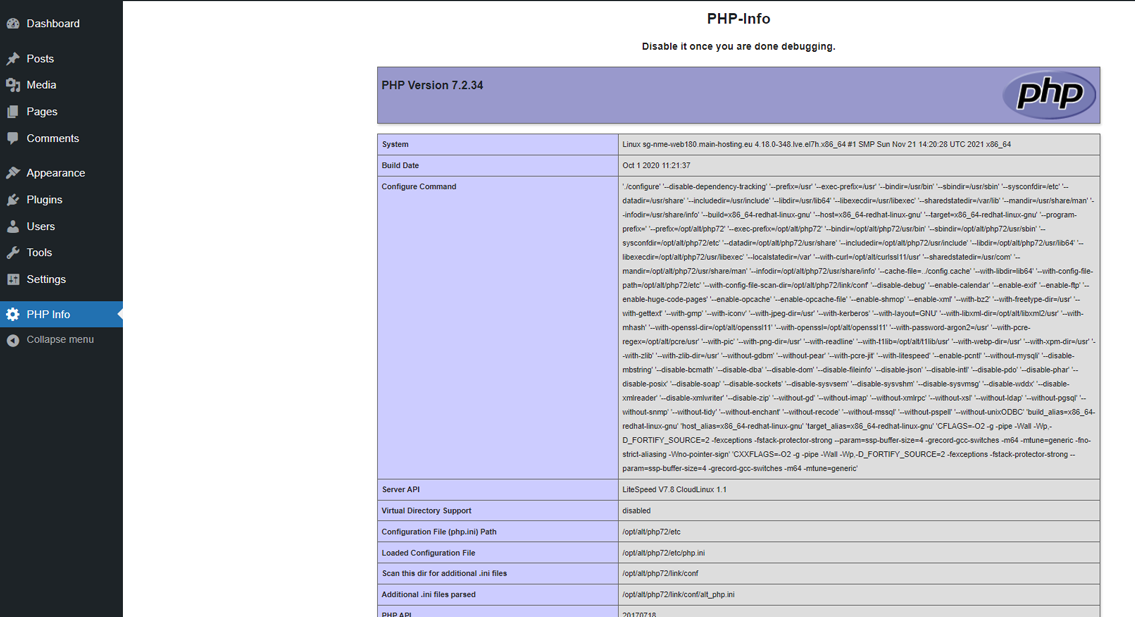 Dashboard
Posts
Media
Pages
Comments
Appearance
Plugins
Users
Tools
Settings
PHP Info
Collapse menu
PHP-Info
Disable it once you are done debugging.
PHP Version 7.2.34
php
System
Linux sg-nme-web180.main-hosting.eu 4.18.0-348.lve.el7h.x86_64 #1 SMP Sun Nov 21 14:20:28 UTC 2021 x86_64
Build Date
Oct 1 2020 11:21:37
Configure Command
'./configure' '--disable-dependency-tracking' '--prefix=/usr' '--exec-prefix=/usr' '--bindir=/usr/bin' '--sbindir=/usr/sbin' '--sysconfdir=/etc' '--
datadir=/usr/share' '--includedir=/usr/include' '--libdir=/usr/lib64' '--libexecdir=/usr/libexec' '--sharedstatedir=/var/lib' '--mandir=/usr/share/man' '-
-infodir=/usr/share/info' '--build=x86_64-redhat-linux-gnu' '--host=x86_64-redhat-linux-gnu' '--target=x86_64-redhat-linux-gnu' '--program-
prefix=' '--prefix=/opt/alt/php72' '--exec-prefix=/opt/alt/php72' '--bindir=/opt/alt/php72/usr/bin' '--sbindir=/opt/alt/php72/usr/sbin' '--
sysconfdir=/opt/alt/php72/etc' '--datadir=/opt/alt/php72/usr/share' '--includedir=/opt/alt/php72/usr/include' '--libdir=/opt/alt/php72/usr/lib64' '--
libexecdir=/opt/alt/php72/usr/libexec' '--localstatedir=/var' '--with-curl=/opt/alt/curlssl11/usr' '--sharedstatedir=/usr/com' '--
mandir=/opt/alt/php72/usr/share/man' '--infodir=/opt/alt/php72/usr/share/info' '--cache-file=../config.cache' '--with-libdir=lib64' '--with-config-file-
path=/opt/alt/php72/etc' '--with-config-file-scan-dir=/opt/alt/php72/link/conf' '--disable-debug' '--enable-calendar' '--enable-exif' '--enable-ftp' '--
enable-huge-code-pages' '--enable-opcache' '--enable-opcache-file' '--enable-shmop' '--enable-xml' '--with-bz2' '--with-freetype-dir=/usr' '--
with-gettext' '--with-gmp' '--with-iconv' '--with-jpeg-dir=/usr' '--with-kerberos' '--with-layout=GNU' '--with-libxml-dir=/opt/alt/libxml2/usr' '--with-
mhash' '--with-openssl-dir=/opt/alt/openssl11' '--with-openssl=/opt/alt/openssl11' '--with-password-argon2=/usr' '--with-pcre-
regex=/opt/alt/pcre/usr' '--with-pic' '--with-png-dir=/usr' '--with-readline' '--with-t1lib=/opt/alt/t1lib/usr' '--with-webp-dir=/usr' '--with-xpm-dir=/usr' '-
-with-zlib' '--with-zlib-dir=/usr' '--without-gdbm' '--without-pear' '--with-pcre-jit' '--with-litespeed' '--enable-pcntl' '--without-mysqli' '--disable-
mbstring' '--disable-bcmath' '--disable-dba' '--disable-dom' '--disable-fileinfo' '--disable-json' '--disable-intl' '--disable-pdo' '--disable-phar' '--
disable-posix' '--disable-soap' '--disable-sockets' '--disable-sysvsem' '--disable-sysvshm' '--disable-sysvmsg' '--disable-wddx' '--disable-
xmlreader' '--disable-xmlwriter' '--disable-zip' '--without-gd' '--without-imap' '--without-xmlrpc' '--without-xsl' '--without-ldap' '--without-pgsql' '--
without-snmp' '--without-tidy' '--without-enchant' '--without-recode' '--without-mssql' '--without-pspell' '--without-unixODBC' 'build_alias=x86_64-
redhat-linux-gnu' 'host_alias=x86_64-redhat-linux-gnu' 'target_alias=x86_64-redhat-linux-gnu' 'CFLAGS=-O2 -g -pipe -Wall -Wp,-
D_FORTIFY_SOURCE=2 -fexceptions -fstack-protector-strong --param=ssp-buffer-size=4 -grecord-gcc-switches -m64 -mtune=generic -fno-
strict-aliasing -Wno-pointer-sign' 'CXXFLAGS=-O2 -g -pipe -Wall -Wp,-D_FORTIFY_SOURCE=2 -fexceptions -fstack-protector-strong --
param=ssp-buffer-size=4 -grecord-gcc-switches -m64 -mtune=generic'
Server API
LiteSpeed V7.8 CloudLinux 1.1
Virtual Directory Support
disabled
Configuration File (php.ini) Path
/opt/alt/php72/etc
Loaded Configuration File
/opt/alt/php72/etc/php.ini
Scan this dir for additional .ini files
/opt/alt/php72/link/conf
Additional .ini files parsed
/opt/alt/php72/link/conf/alt_php.ini
PHP API
20170718